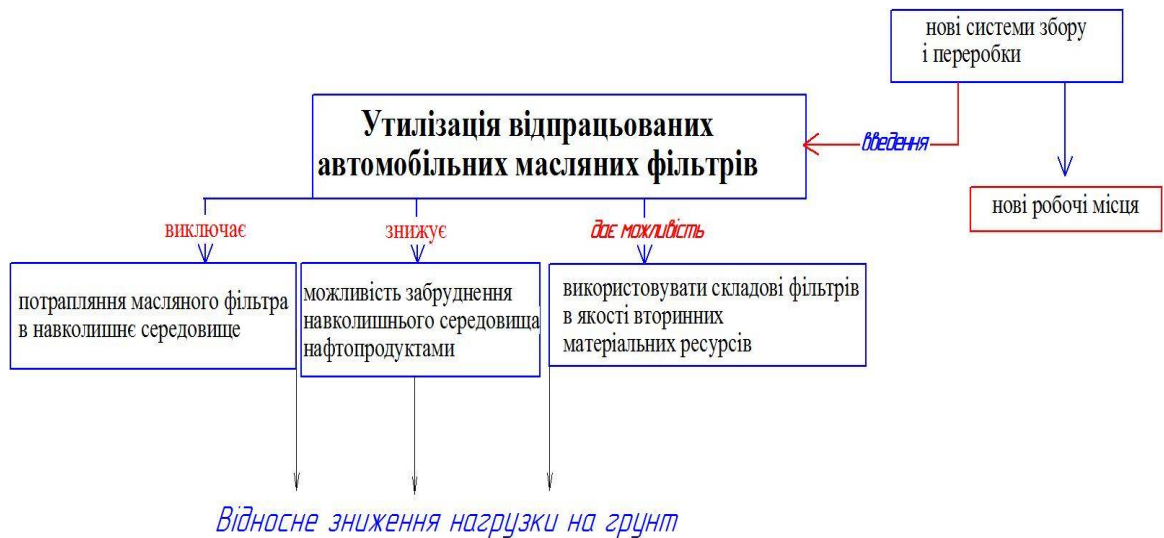 нові системи збору
і переробки
Утилізація відпрацьованих
автомобільних масляних фільтрів
введення
нові робочі місця
виключає
знижує
дає можливість
потрапляння масляного фільтра
в навколишнє середовище
можливість забруднення
навколишнього середовища
нафтопродуктами
використовувати складові фільтрів
в якості вторинних
матеріальних ресурсів
Відносне зниження нагрузки на грунт